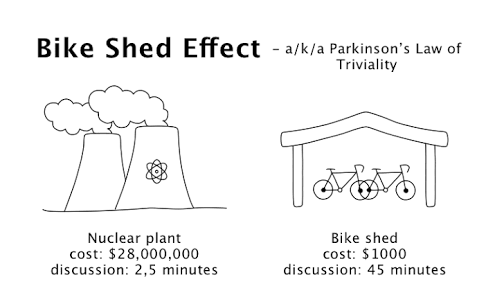 Bike Shed Effect – a/k/a Parkinson's Law of
Triviality
Nuclear plant
cost: $28,000,000
discussion: 2,5 minutes
Bike shed
cost: $1000
discussion: 45 minutes